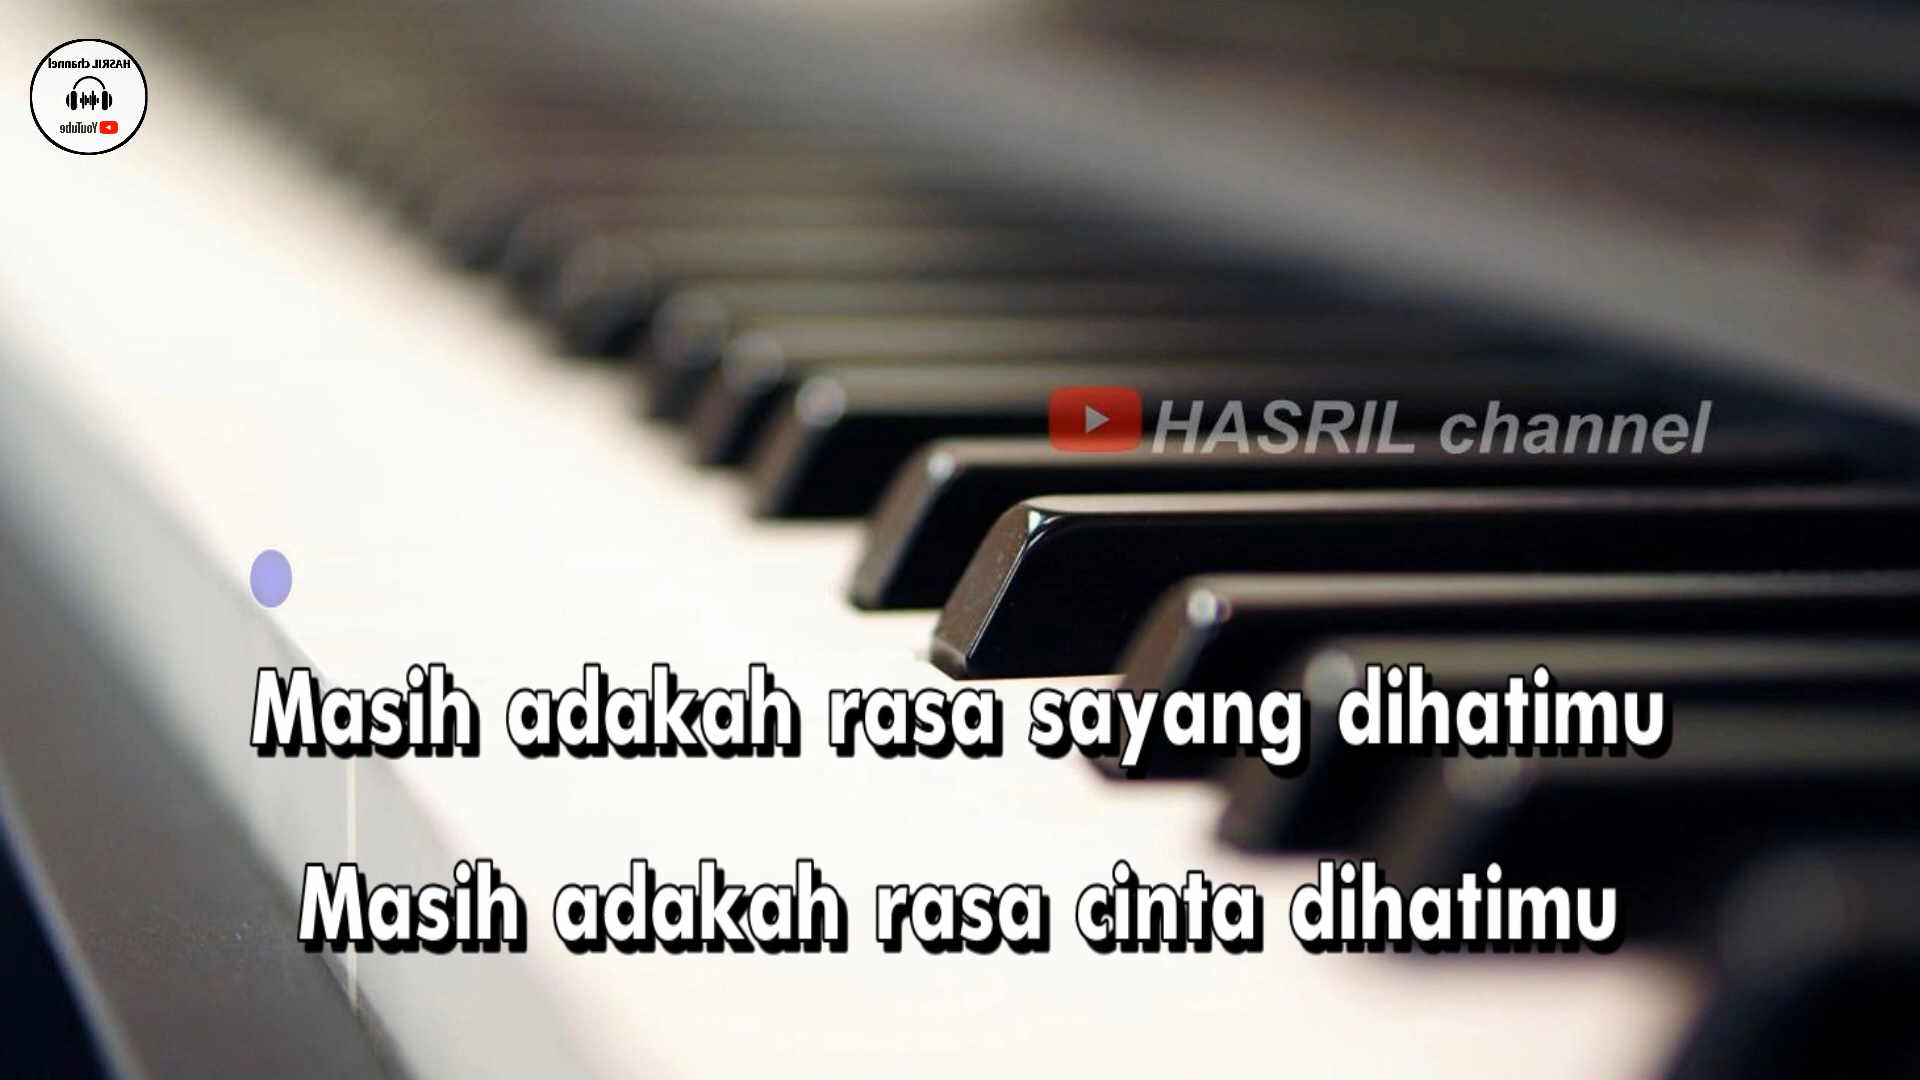 HASRIL channel
YouTube
HASRIL channel
Masih adakah rasa sayang dihatimu
Masih adakah rasa cinta dihatimu